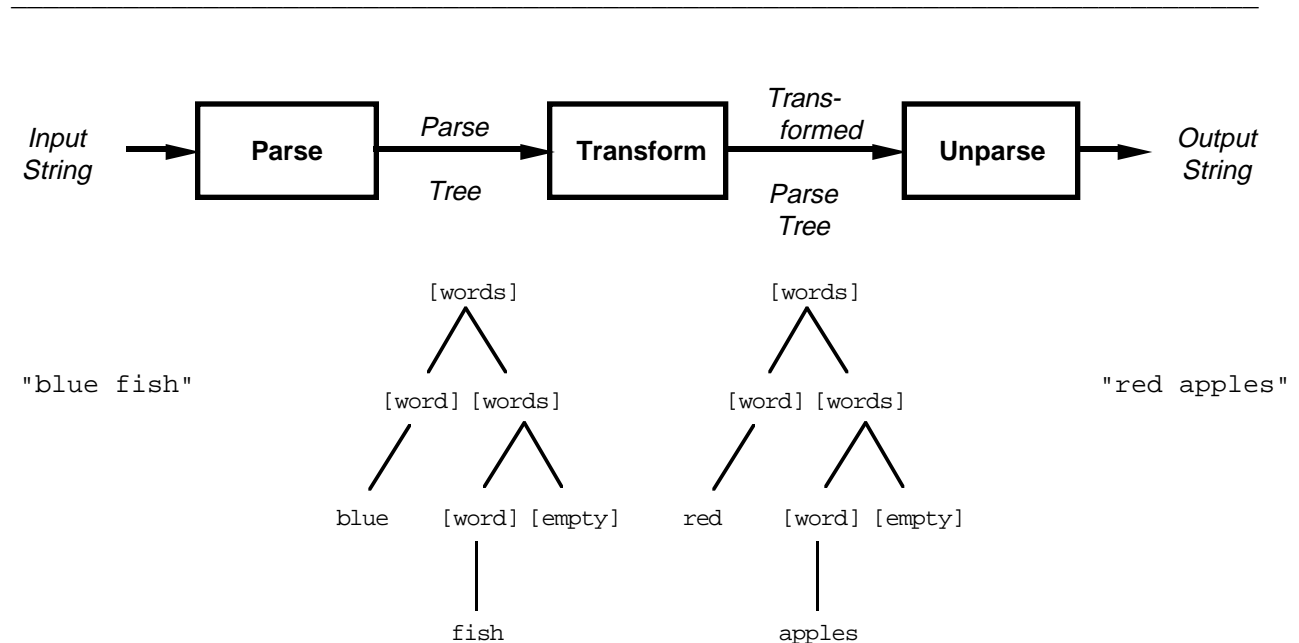 Input
String
Parse
Parse
Tree
Transform
Trans-
formed
Parse
Tree
Unparse
Output
String
[words] [words]
"blue fish" "red apples"
[word] [words] [word] [words]
blue [word] [empty] red [word] [empty]
fish apples